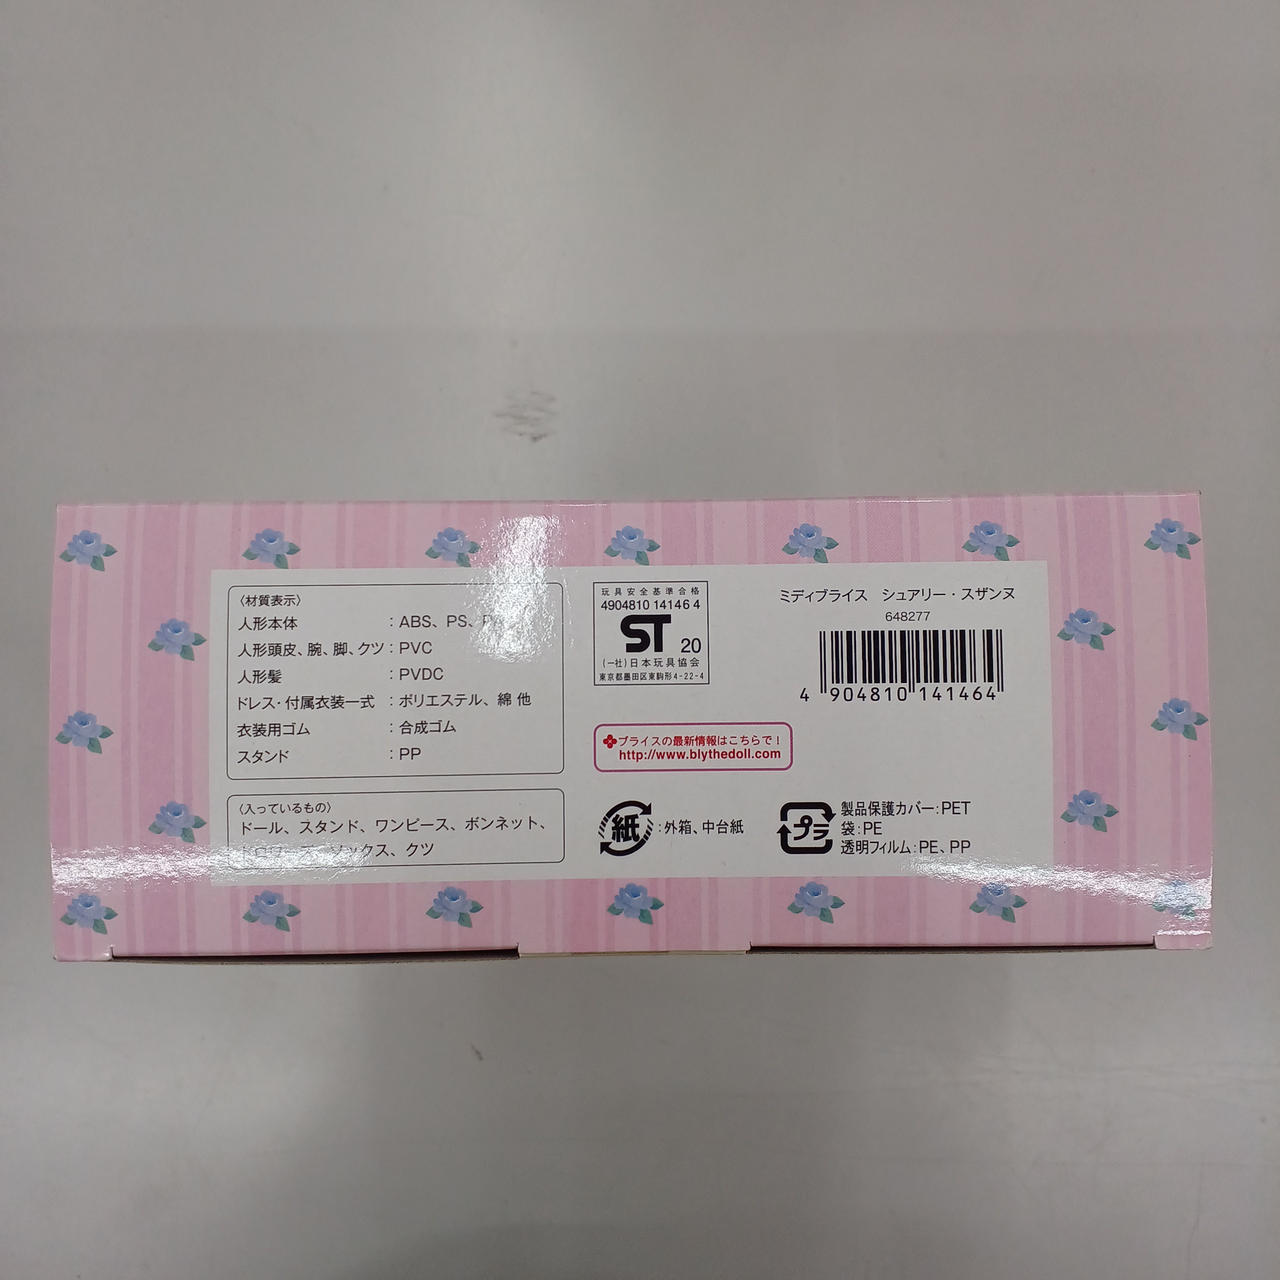 〈材質表示〉
人形本体 : ABS、PS、PA
人形頭皮、腕、脚、クツ : PVC
人形髪 : PVDC
ドレス・付属衣装一式 : ポリエステル、綿 他
衣装用ゴム : 合成ゴム
スタンド : PP
〈入っているもの〉
ドール、スタンド、ワンピース、ボンネット、
ソックス、クツ
玩具安全基準合格
4904810 14146 4
ST 20
(一社)日本玩具協会
東京都墨田区東駒形4-22-4
ブライスの最新情報はこちらで!
http://www.blythedoll.com
紙 : 外箱、中台紙
ミディブライス シュアリー・スザンヌ
648277
4 904810 141464
プラ
製品保護カバー:PET
袋:PE
透明フィルム:PE、PP